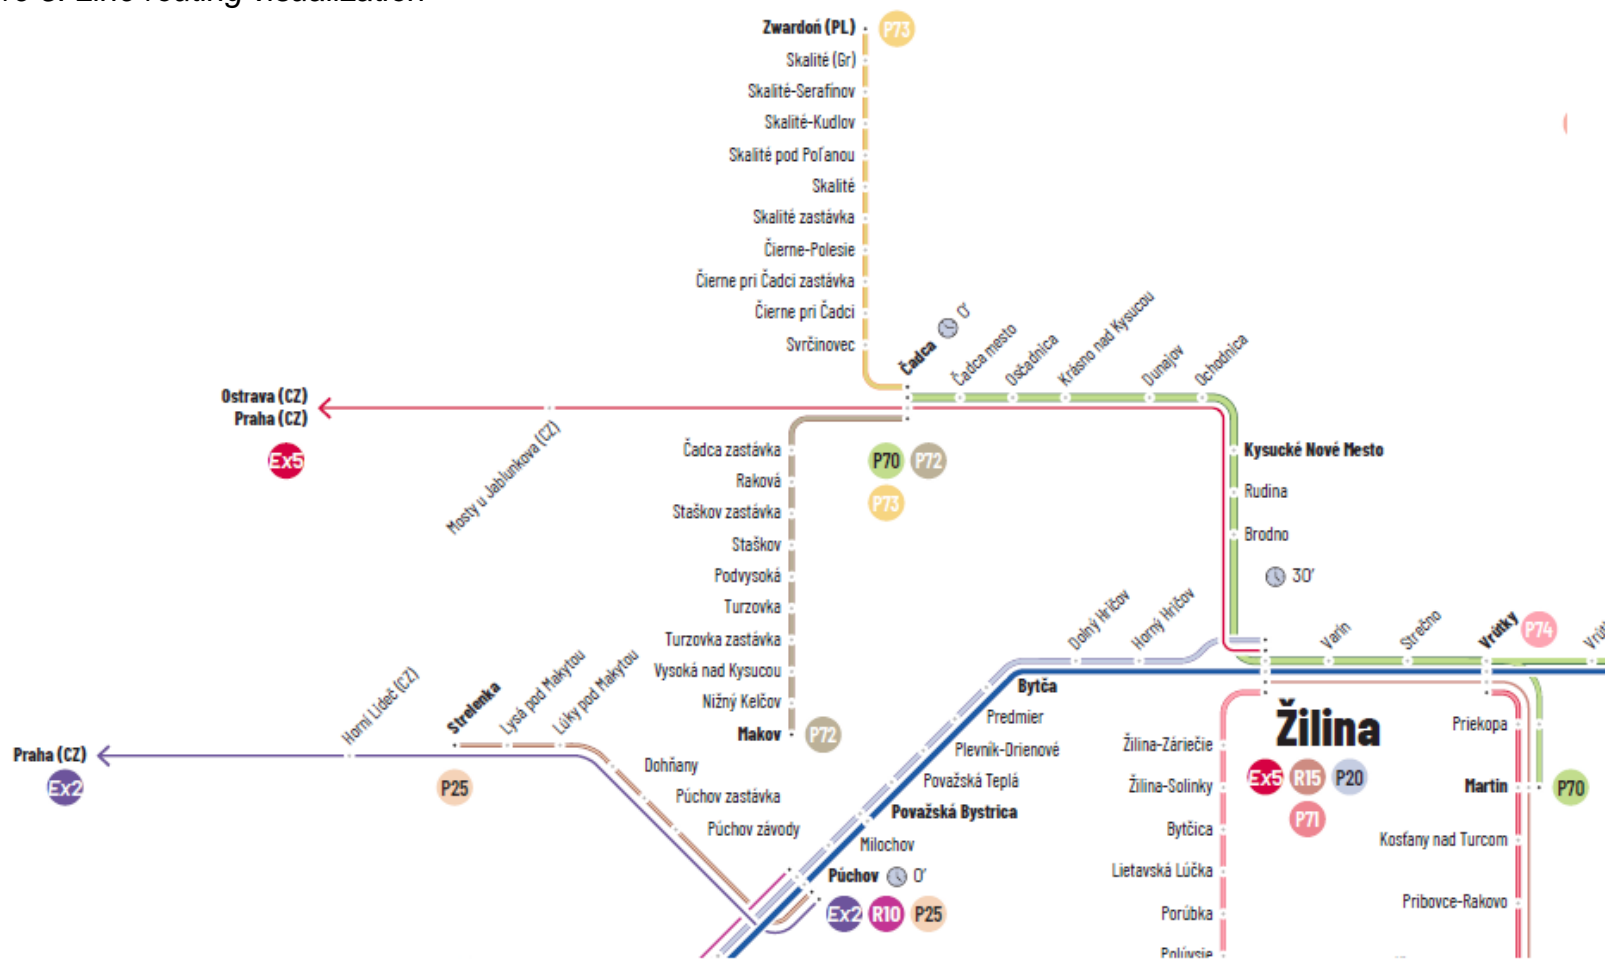 Line routing visualization
Zwardoń (PL)
P73
Skalité (Gr)
Skalité-Serafínov
Skalité-Kudlov
Skalité pod Poľanou
Skalité
Skalité zastávka
Čierne-Polesie
Čierne pri Čadci zastávka
Čierne pri Čadci
Svrčinovec
Čadca
0'
Čadca mesto
Oščadnica
Krásno nad Kysucou
Dunajov
Ochodnica
Ostrava (CZ)
Praha (CZ)
Ex5
Mosty u Jablunkova (CZ)
P70
P72
P73
Čadca zastávka
Raková
Staškov zastávka
Staškov
Podvysoká
Turzovka
Turzovka zastávka
Vysoká nad Kysucou
Nižný Kelčov
Makov
P72
Kysucké Nové Mesto
Rudina
Brodno
30'
Dolný Hričov
Horný Hričov
Varín
Strečno
Vrútky
P74
Praha (CZ)
Ex2
Horní Lideč (CZ)
Strelenka
P25
Lysá pod Makytou
Lúky pod Makytou
Dohňany
Púchov zastávka
Púchov závody
Bytča
Predmier
Plevník-Drienové
Považská Teplá
Považská Bystrica
Milochov
Púchov
0'
Ex2
R10
P25
Žilina
Ex5
R15
P20
P71
Žilina-Záriečie
Žilina-Solinky
Bytčica
Lietavská Lúčka
Porúbka
Polúvsie
Priekopa
Martin
P70
Košťany nad Turcom
Príbovce-Rakovo